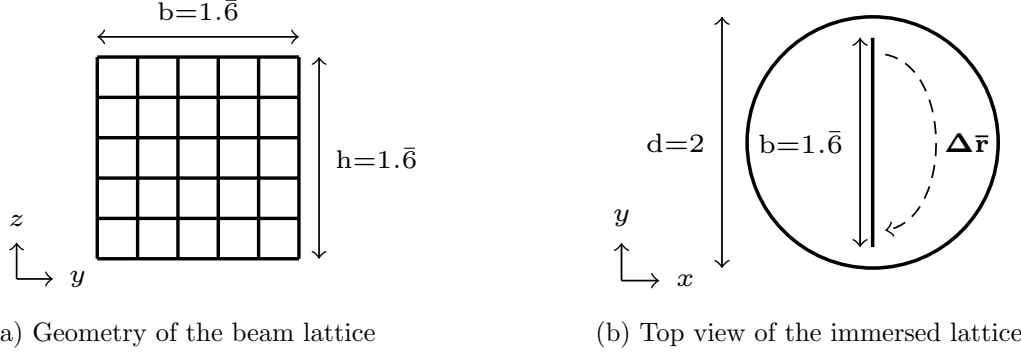 b=1.6̄
h=1.6̄
z
y
a) Geometry of the beam lattice
d=2
b=1.6̄
Δr̄
y
x
(b) Top view of the immersed lattice